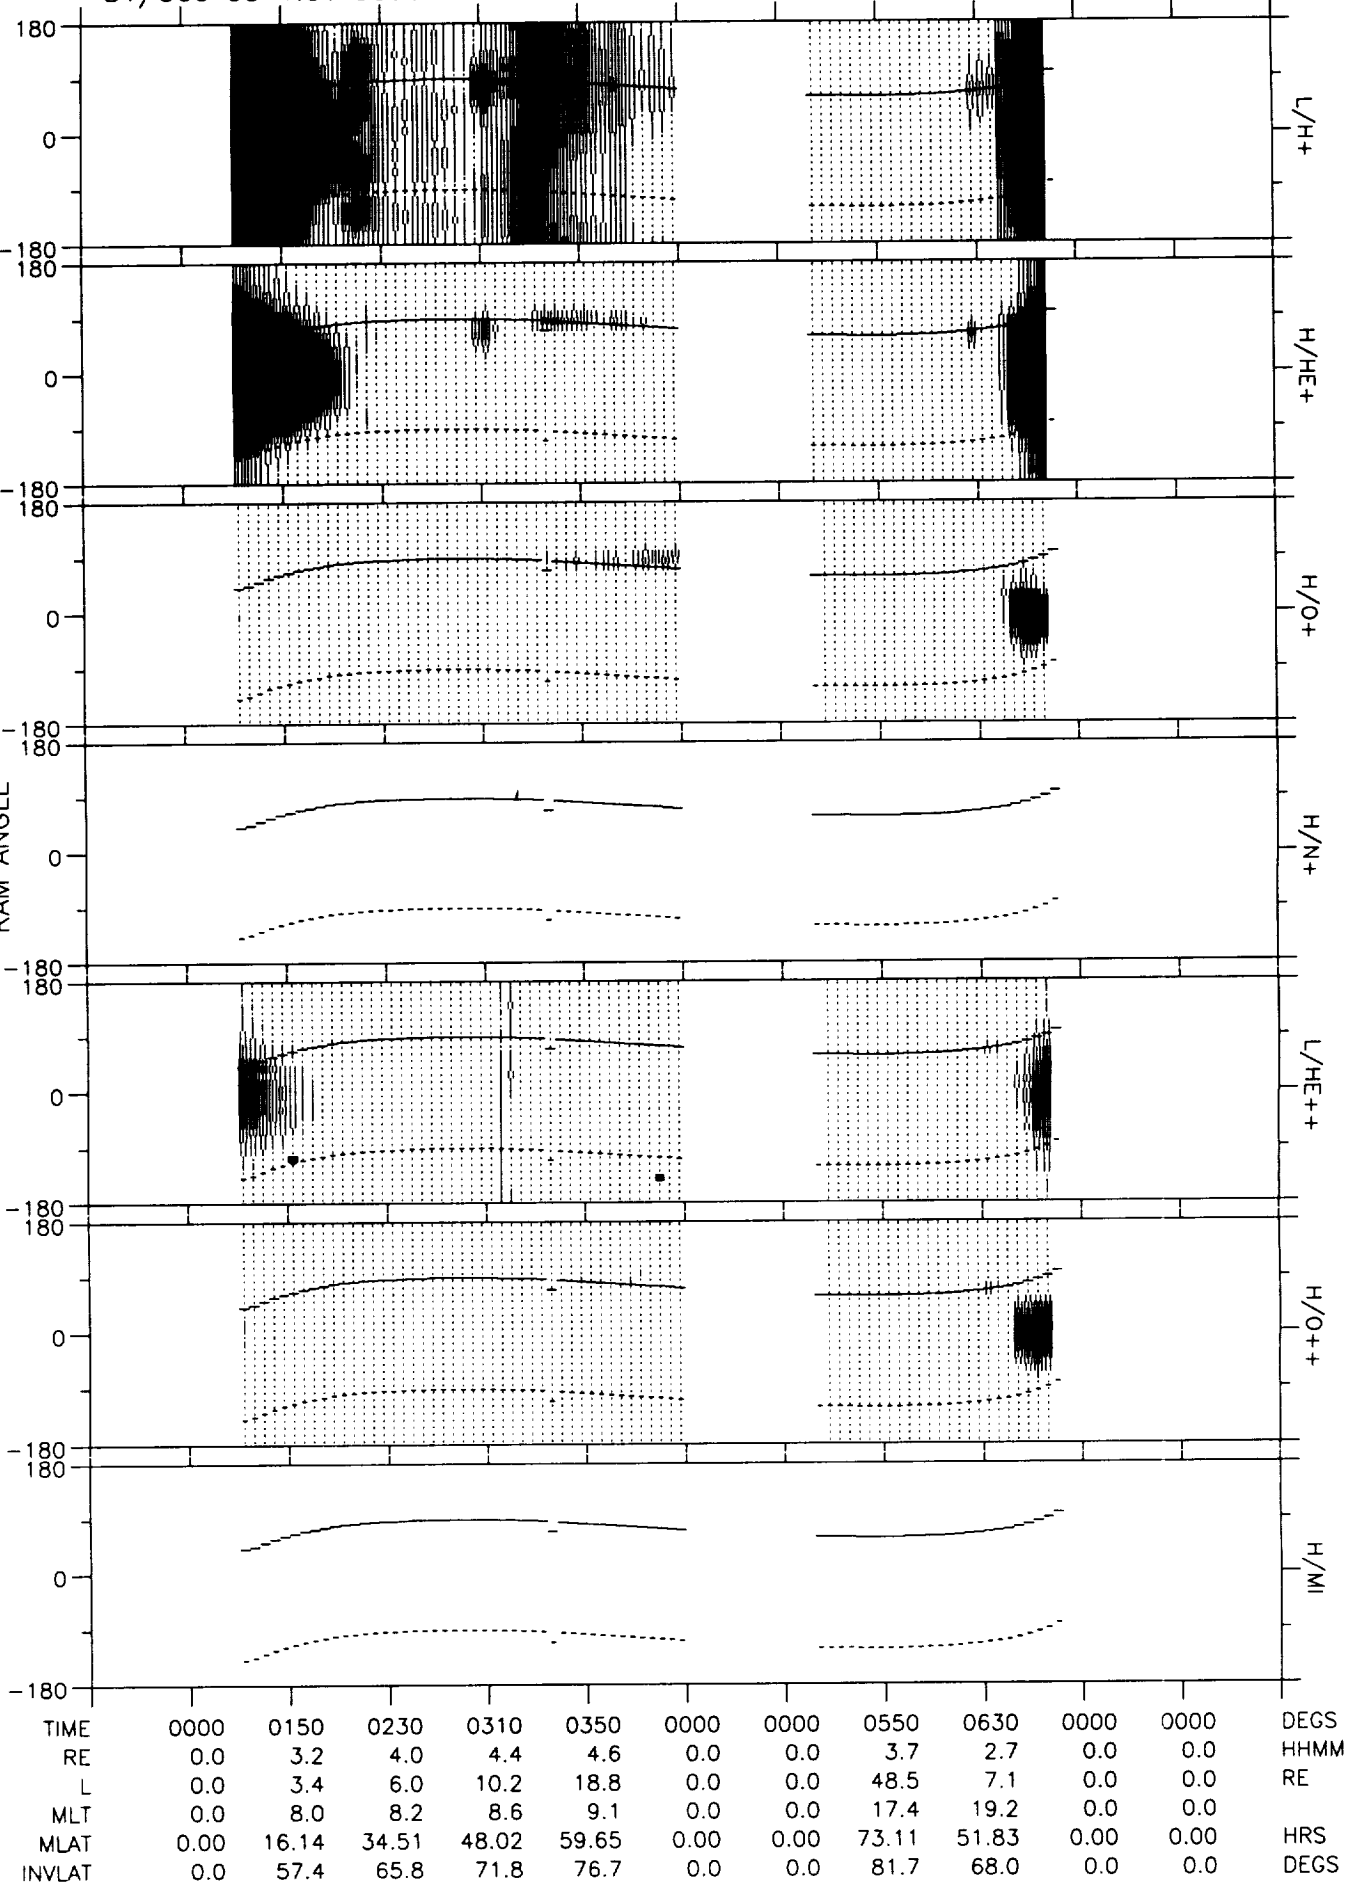 180
0
-180
L/H+
180
0
-180
H/HE+
180
0
-180
H/O+
180
0
-180
H/N+
RAM ANGLE
180
0
-180
L/HE++
180
0
-180
H/O++
180
0
-180
H/MI
TIME 0000 0150 0230 0310 0350 0000 0000 0550 0630 0000 0000 DEGS
RE 0.0 3.2 4.0 4.4 4.6 0.0 0.0 3.7 2.7 0.0 0.0 HHMM
L 0.0 3.4 6.0 10.2 18.8 0.0 0.0 48.5 7.1 0.0 0.0 RE
MLT 0.0 8.0 8.2 8.6 9.1 0.0 0.0 17.4 19.2 0.0 0.0
MLAT 0.00 16.14 34.51 48.02 59.65 0.00 0.00 73.11 51.83 0.00 0.00 HRS
INVLAT 0.0 57.4 65.8 71.8 76.7 0.0 0.0 81.7 68.0 0.0 0.0 DEGS